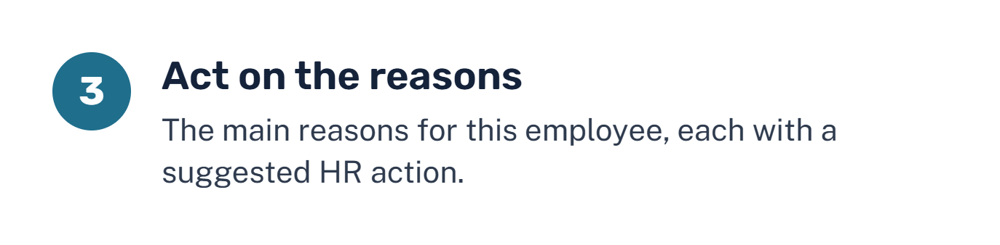 3
Act on the reasons
The main reasons for this employee, each with a
suggested HR action.